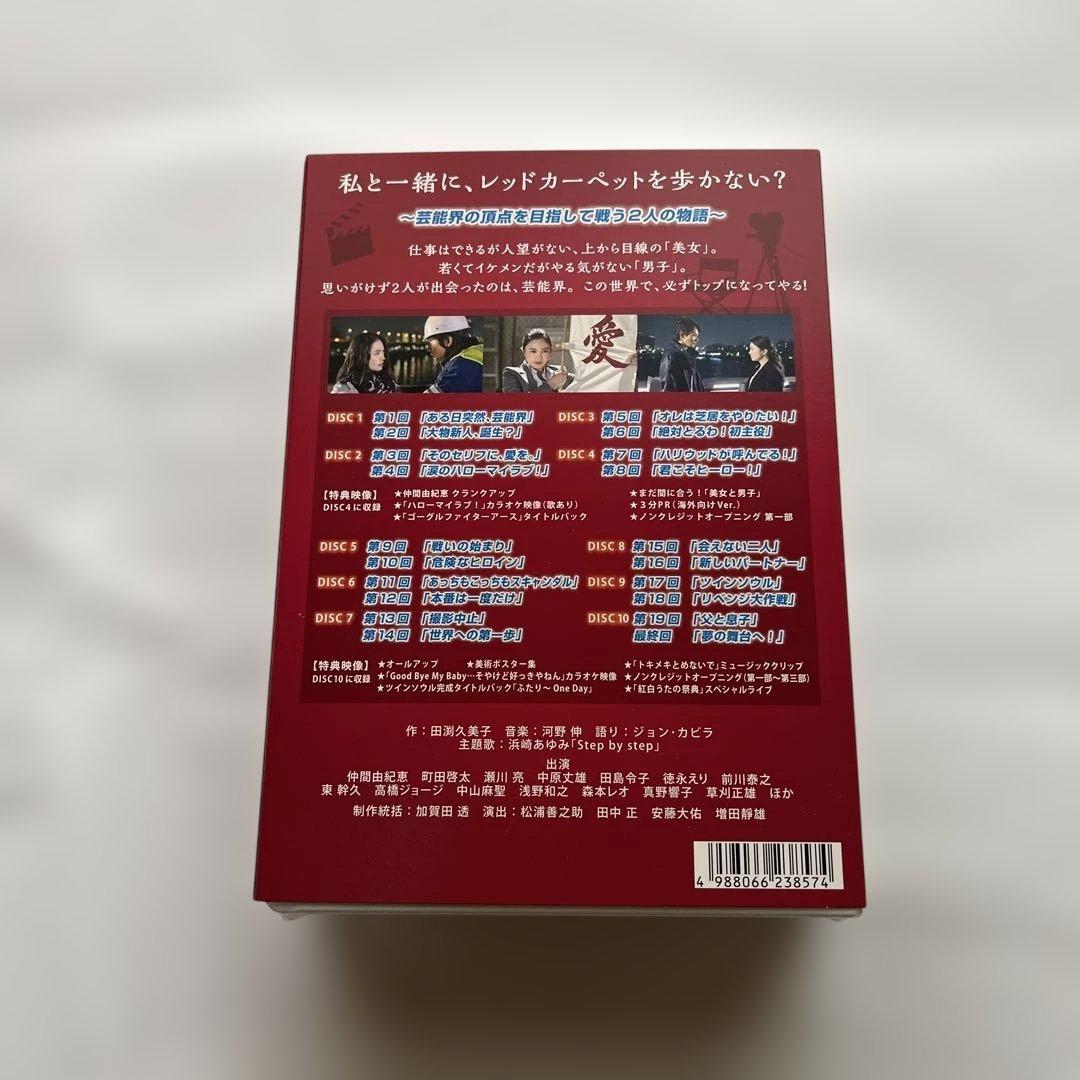 私と一緒に、レッドカーペットを歩かない?
～芸能界の頂点を目指して戦う2人の物語～
仕事はできるが人望がない、上から目線の「美女」。
若くてイケメンだがやる気がない「男子」。
思いがけず2人が出会ったのは、芸能界。この世界で、必ずトップになってやる!
愛
DISC 1 第1回 「ある日突然、芸能界」
第2回 「大物新人、誕生?」
DISC 2 第3回 「そのセリフに、愛を。」
第4回 「涙のハローマイラブ!」
DISC 3 第5回 「オレは芝居をやりたい!」
第6回 「絶対とるわ!初主役」
DISC 4 第7回 「ハリウッドが呼んでる!」
第8回 「君こそヒーロー!」
【特典映像】 ★仲間由紀恵 クランクアップ ★まだ間に合う!「美女と男子」
DISC4に収録 ★「ハローマイラブ!」カラオケ映像(歌あり) ★3分PR(海外向けVer.)
★「ゴーグルファイターアース」タイトルバック ★ノンクレジットオープニング 第一部
DISC 5 第9回 「戦いの始まり」
第10回 「危険なヒロイン」
DISC 6 第11回 「あっちもこっちもスキャンダル」
第12回 「本番は一度だけ」
DISC 7 第13回 「撮影中止」
第14回 「世界への第一歩」
DISC 8 第15回 「会えない二人」
第16回 「新しいパートナー」
DISC 9 第17回 「ツインソウル」
第18回 「リベンジ大作戦」
DISC 10 第19回 「父と息子」
最終回 「夢の舞台へ!」
【特典映像】 ★オールアップ ★美術ポスター集 ★「トキメキとめないで」ミュージッククリップ
DISC10に収録 ★「Good Bye My Baby…そやけど好っきやねん」カラオケ映像 ★ノンクレジットオープニング(第一部～第三部)
★ツインソウル完成タイトルバック「ふたり～ One Day」 ★「紅白うたの祭典」スペシャルライブ
作:田渕久美子 音楽:河野 伸 語り:ジョン・カビラ
主題歌:浜崎あゆみ「Step by step」
出演
仲間由紀恵 町田啓太 瀬川 亮 中原丈雄 田島令子 徳永えり 前川泰之
東 幹久 高橋ジョージ 中山麻聖 浅野和之 森本レオ 真野響子 草刈正雄 ほか
制作統括:加賀田 透 演出:松浦善之助 田中 正 安藤大佑 増田靜雄
4 988066 238574